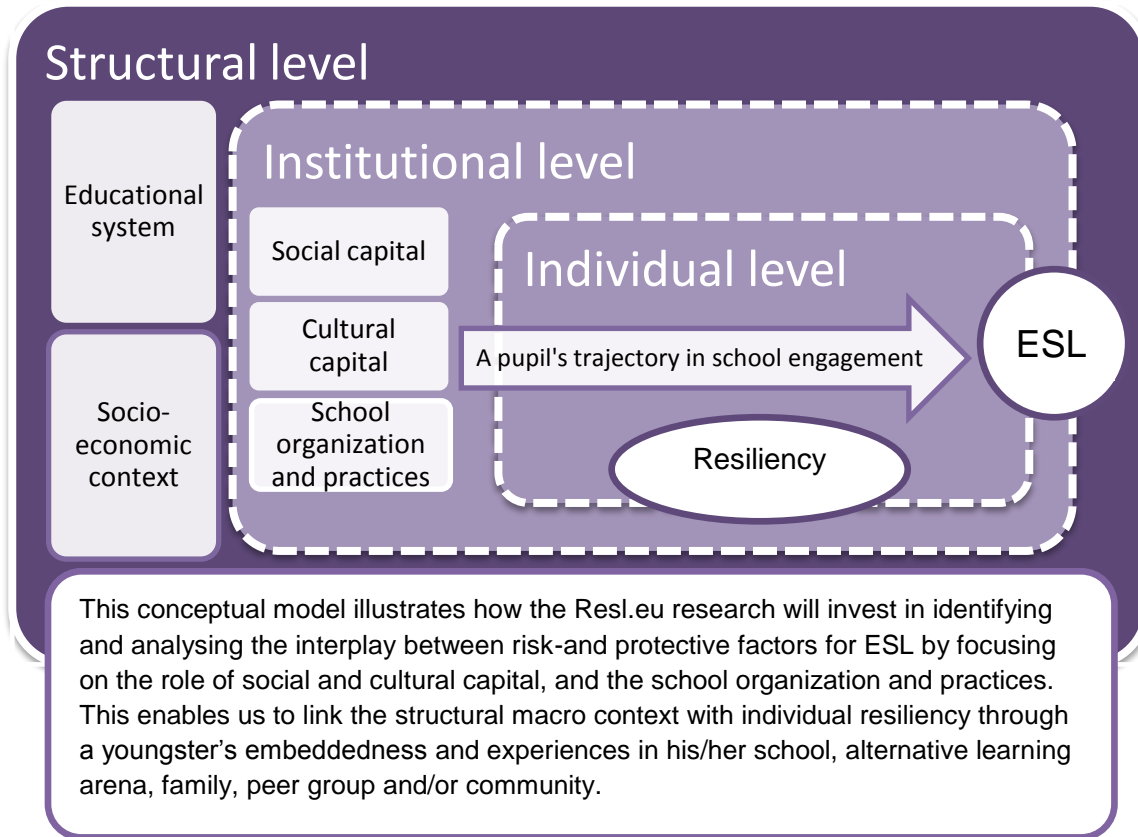 Structural level
Educational
system
Socio-
economic
context
Institutional level
Social capital
Cultural
capital
School
organization
and practices
Individual level
A pupil's trajectory in school engagement
ESL
Resiliency
This conceptual model illustrates how the Resl.eu research will invest in identifying
and analysing the interplay between risk-and protective factors for ESL by focusing
on the role of social and cultural capital, and the school organization and practices.
This enables us to link the structural macro context with individual resiliency through
a youngster’s embeddedness and experiences in his/her school, alternative learning
arena, family, peer group and/or community.